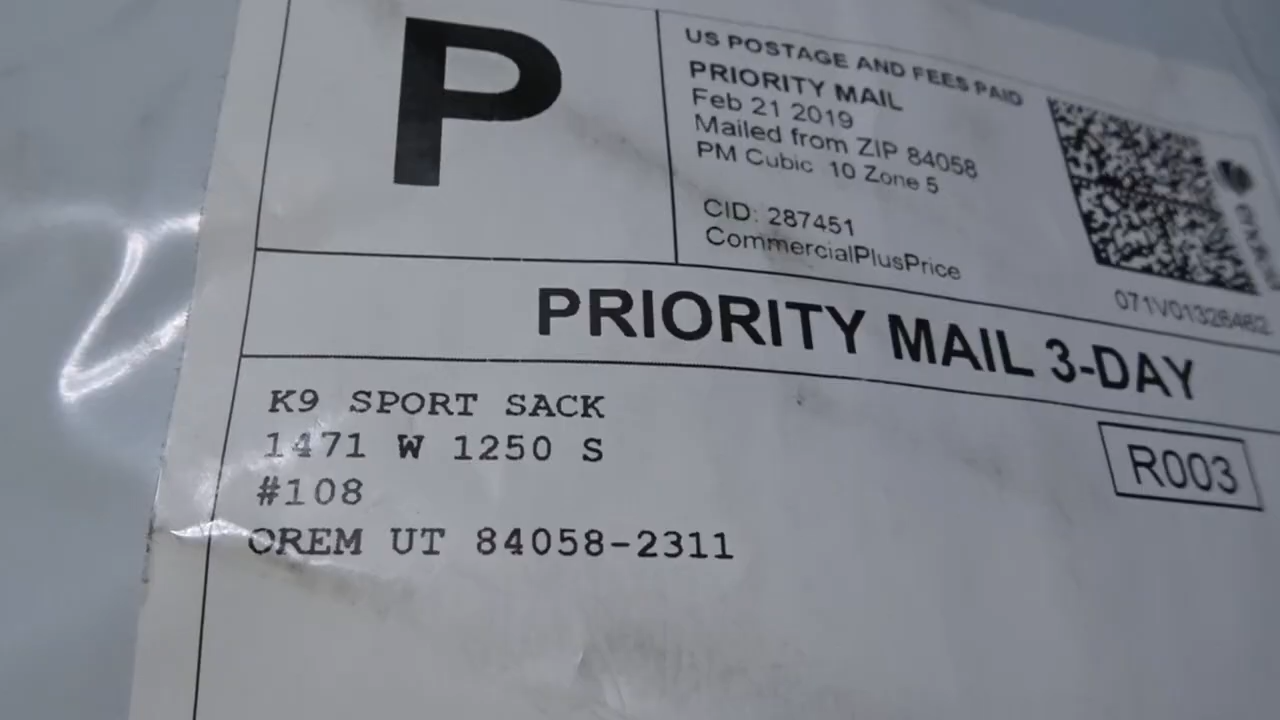 P
US POSTAGE AND FEES PAID
PRIORITY MAIL
Feb 21 2019
Mailed from ZIP 84058
PM Cubic 10 Zone 5
CID: 287451
CommercialPlusPrice
PRIORITY MAIL 3-DAY
K9 SPORT SACK
1471 W 1250 S
#108
OREM UT 84058-2311
R003